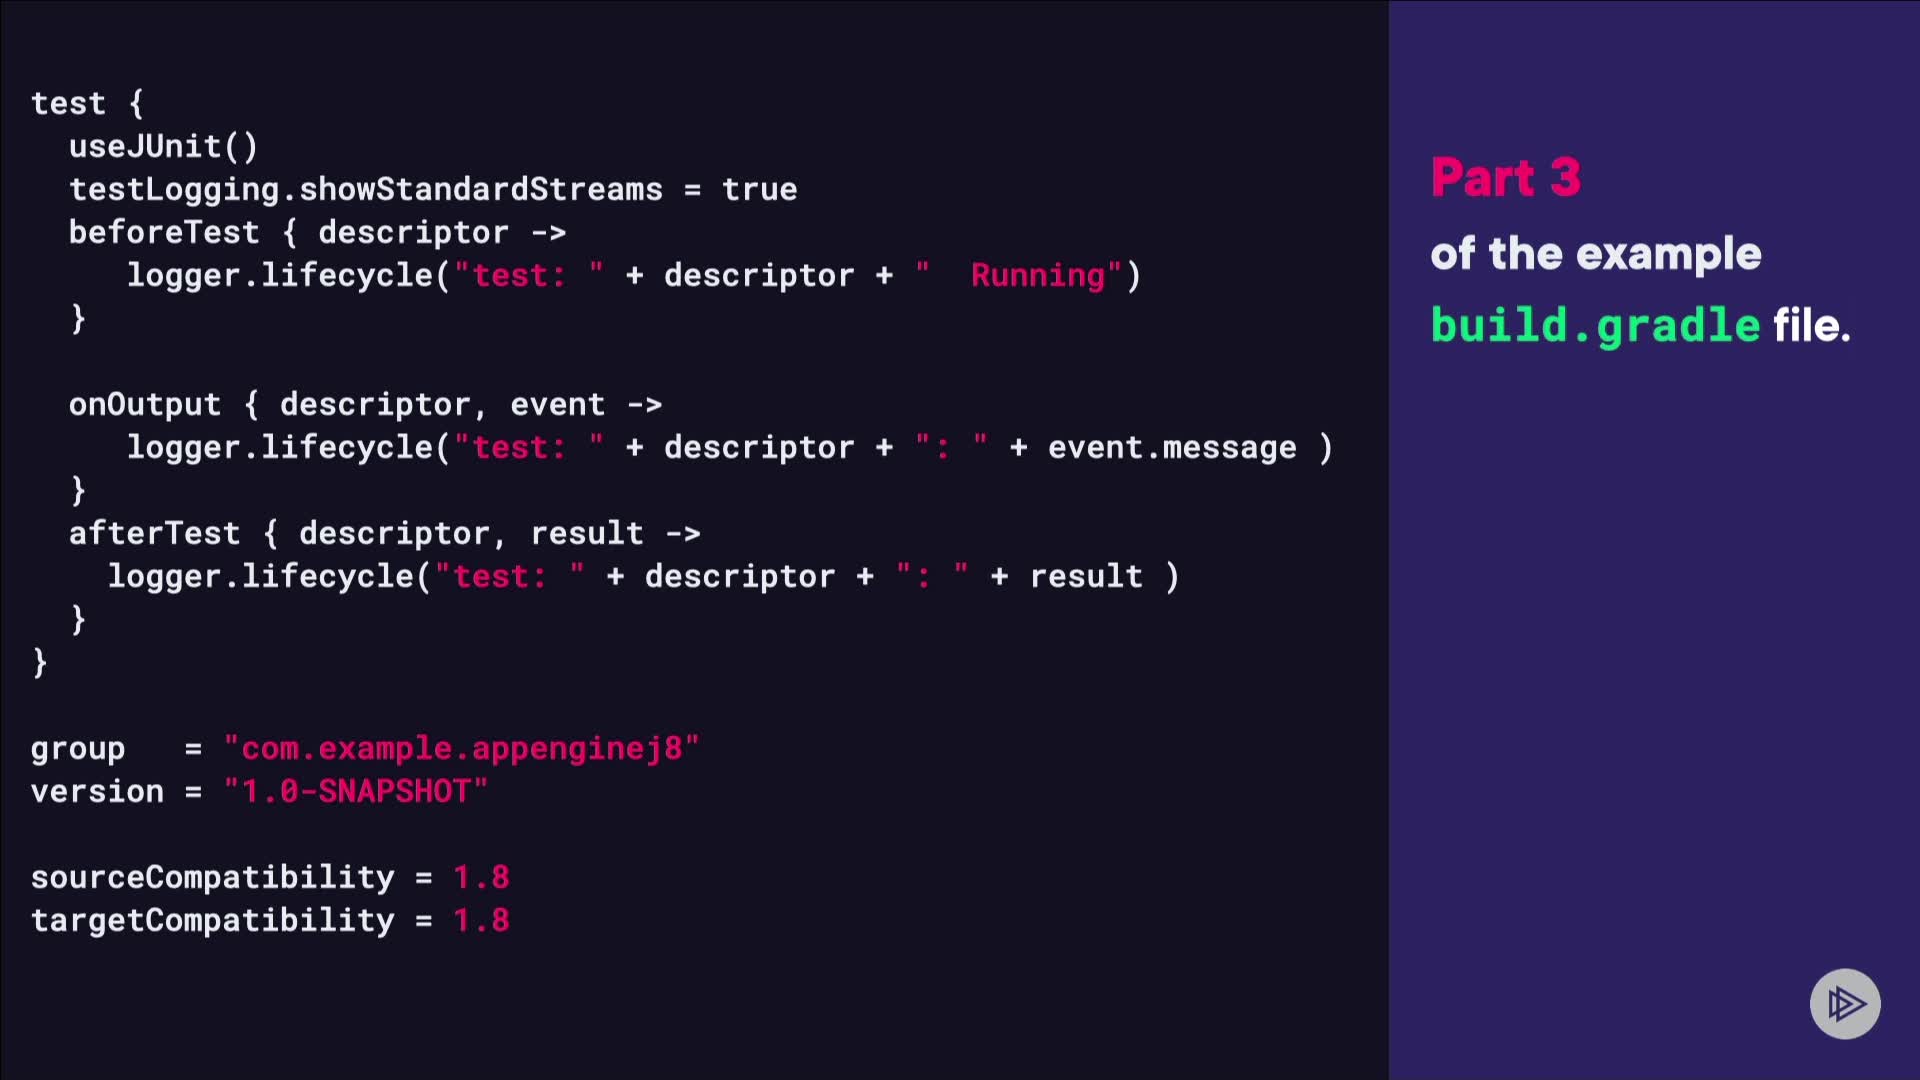 test {
  useJUnit()
  testLogging.showStandardStreams = true
  beforeTest { descriptor ->
     logger.lifecycle("test: " + descriptor + "  Running")
  }

  onOutput { descriptor, event ->
     logger.lifecycle("test: " + descriptor + ": " + event.message )
  }
  afterTest { descriptor, result ->
    logger.lifecycle("test: " + descriptor + ": " + result )
  }
}

group   = "com.example.appenginej8"
version = "1.0-SNAPSHOT"

sourceCompatibility = 1.8
targetCompatibility = 1.8

Part 3
of the example
build.gradle file.